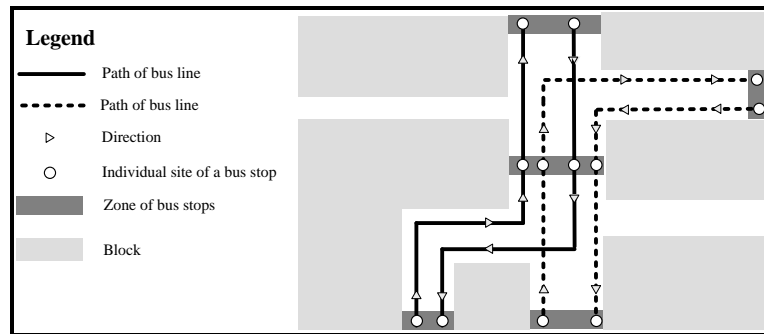 Legend
Path of bus line
Path of bus line
Direction
Individual site of a bus stop
Zone of bus stops
Block